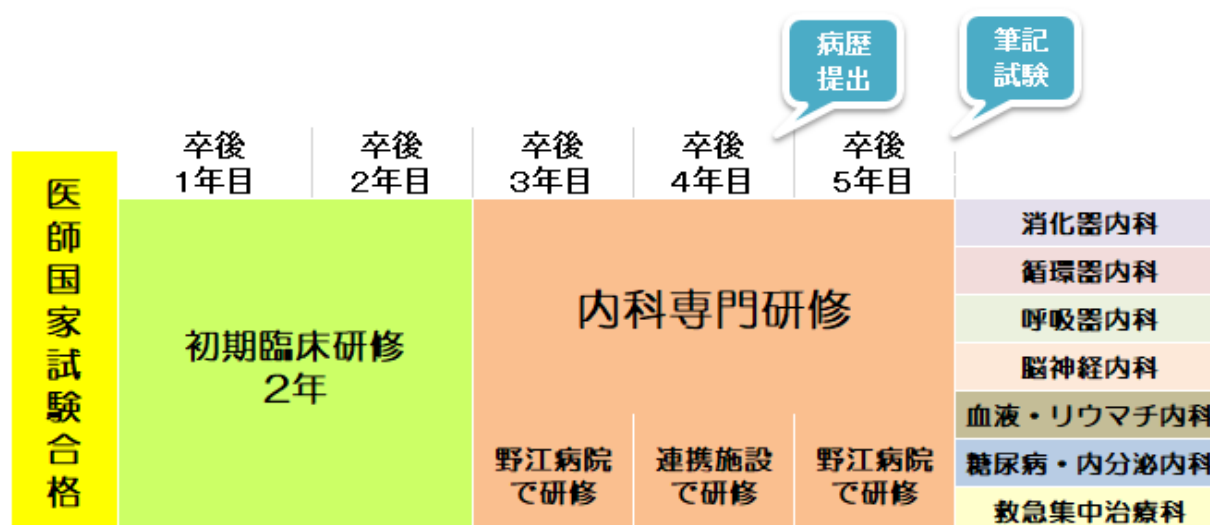 病歴
提出
筆記
試験
卒後
1年目
卒後
2年目
卒後
3年目
卒後
4年目
卒後
5年目
医師国家試験合格
初期臨床研修
2年
内科専門研修
野江病院
で研修
連携施設
で研修
野江病院
で研修
消化器内科
循環器内科
呼吸器内科
脳神経内科
血液・リウマチ内科
糖尿病・内分泌内科
救急集中治療科